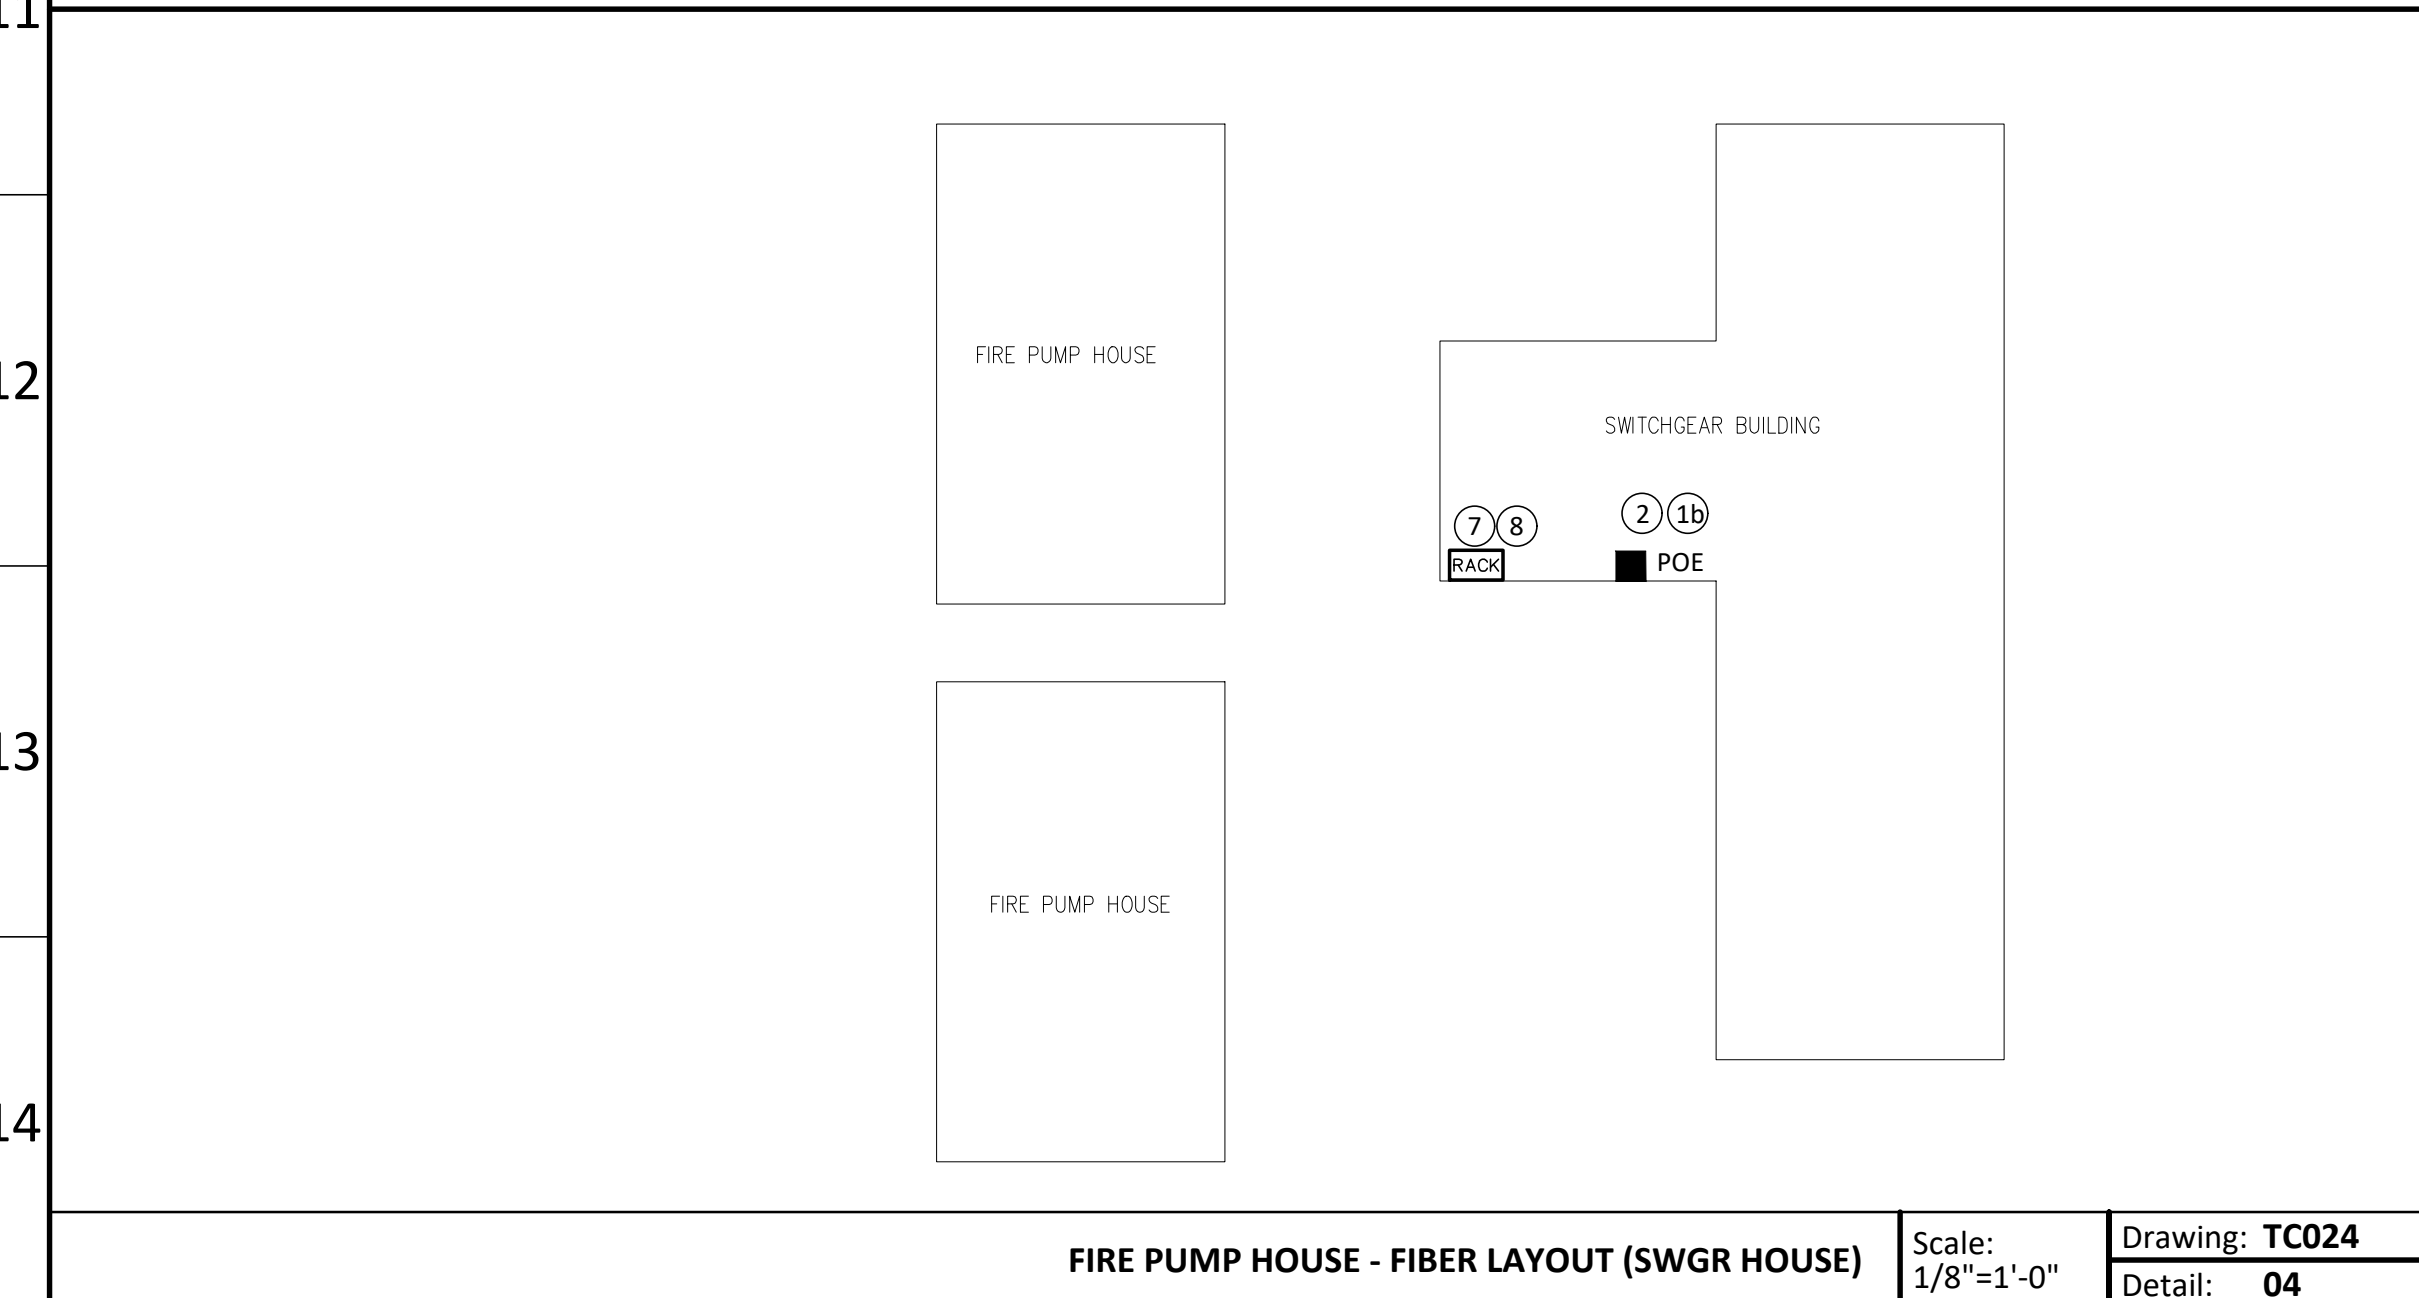 11
12
FIRE PUMP HOUSE
SWITCHGEAR BUILDING
7 8
2 1b
RACK
POE
13
FIRE PUMP HOUSE
14
FIRE PUMP HOUSE - FIBER LAYOUT (SWGR HOUSE)
Scale:
1/8"=1'-0"
Drawing: TC024
Detail: 04